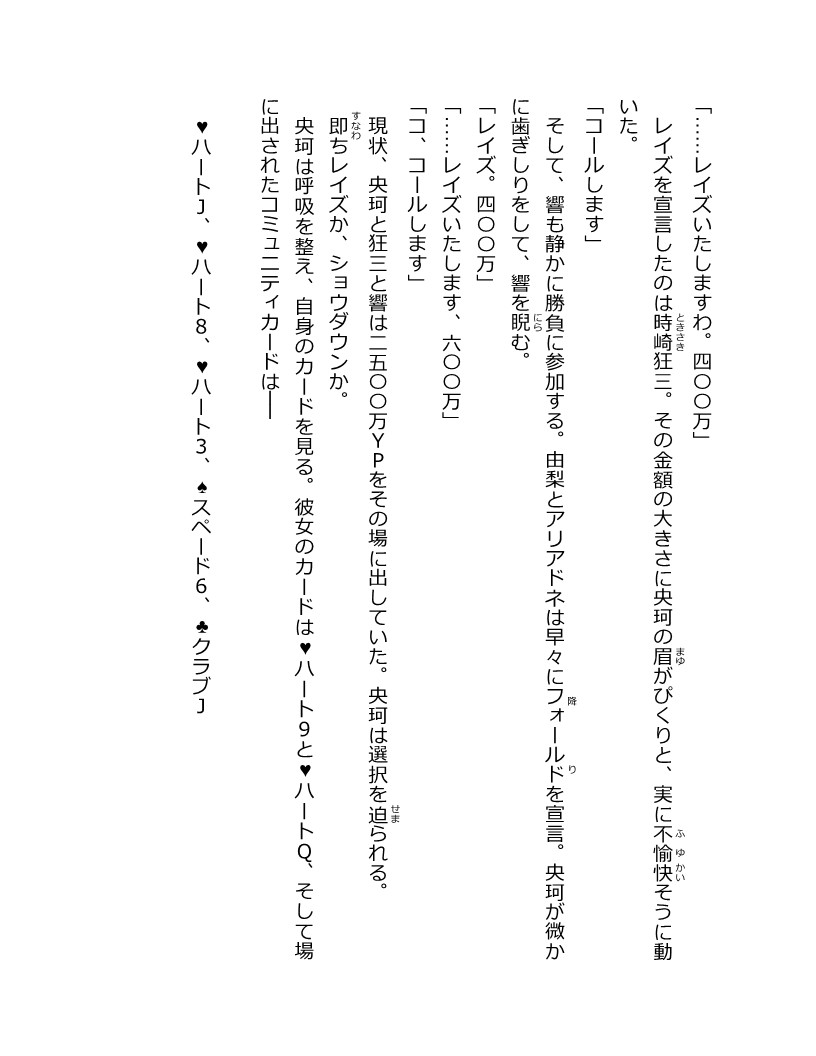 「……レイズいたしますわ。四〇〇万」
　レイズを宣言したのは時崎狂三。その金額の大きさに央珂の眉がぴくりと、実に不愉快そうに動
いた。
「コールします」
　そして、響も静かに勝負に参加する。由梨とアリアドネは早々にフォールドを宣言。央珂が微か
に歯ぎしりをして、響を睨む。
「レイズ。四〇〇万」
「……レイズいたします、六〇〇万」
「コ、コールします」
　現状、央珂と狂三と響は二五〇〇万ＹＰをその場に出していた。央珂は選択を迫られる。
即ちレイズか、ショウダウンか。
　央珂は呼吸を整え、自身のカードを見る。彼女のカードは♥ハート9と♥ハートQ、そして場
に出されたコミュニティカードは――
♥ハートJ、♥ハート8、♥ハート3、♠スペード6、♣クラブJ